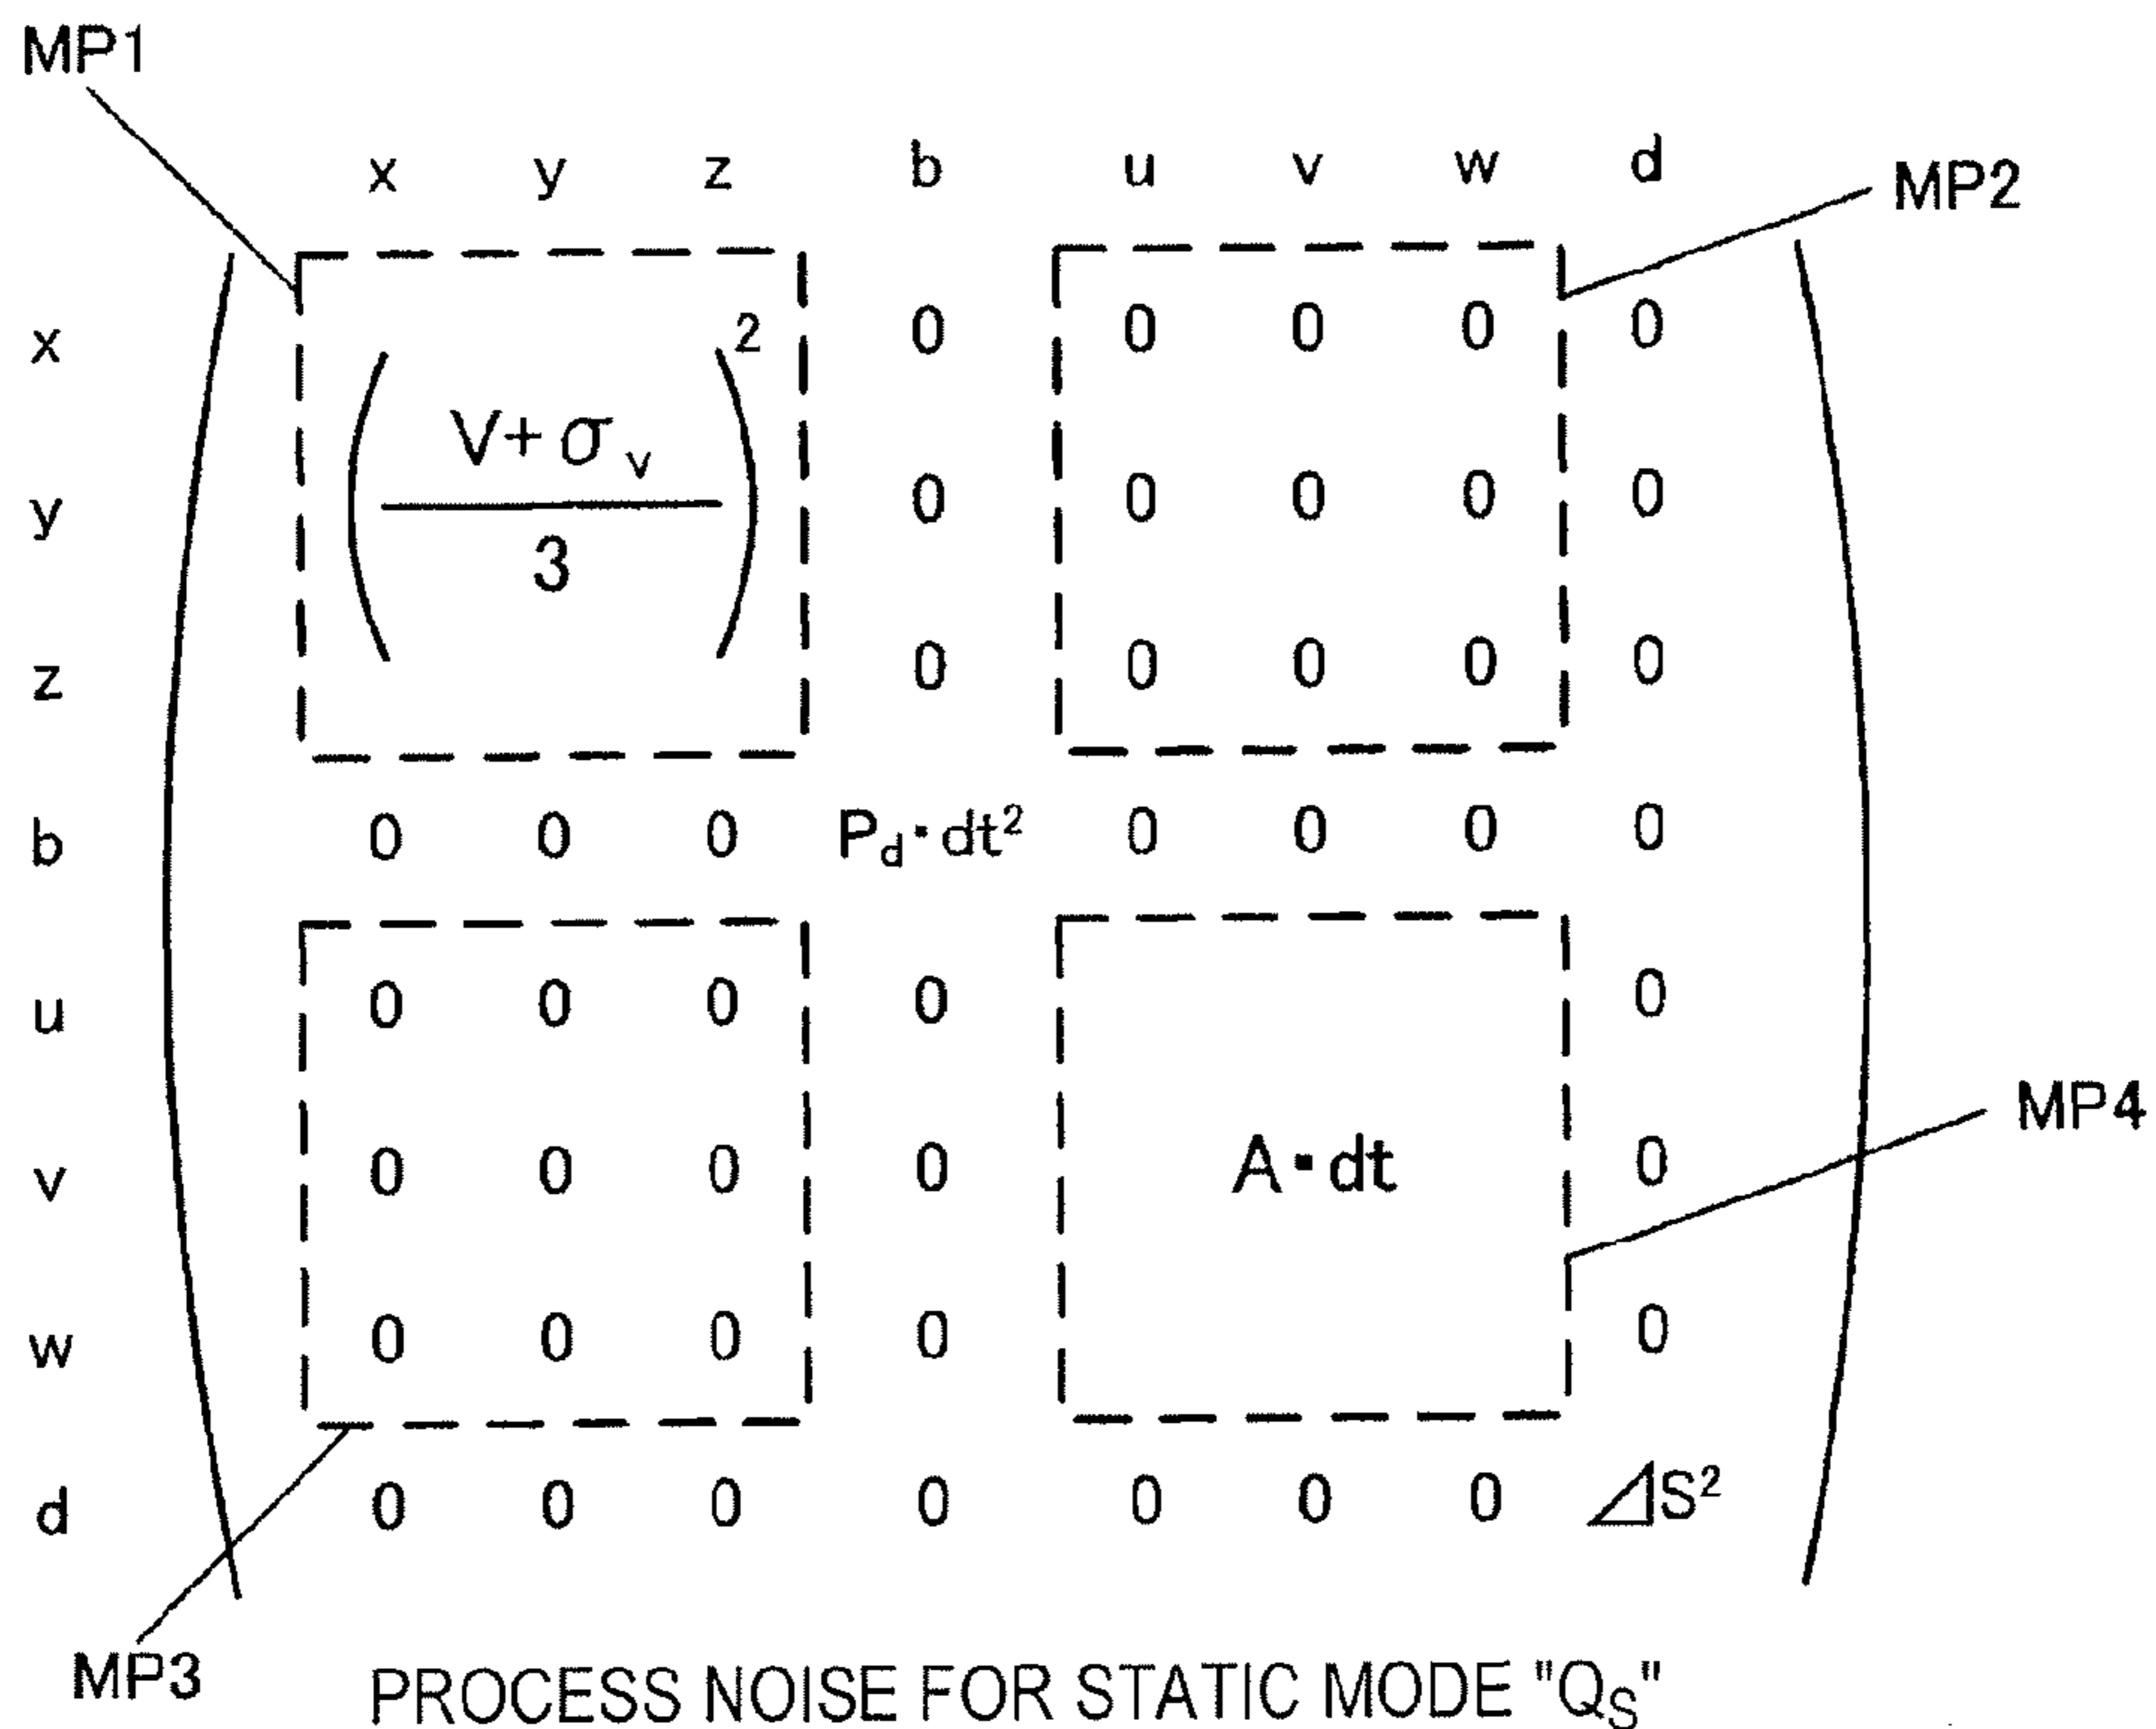 MP1
x y z b u v w d
MP2
x 0 0 0 0 0
(V+σv / 3)²
y 0 0 0 0 0
z 0 0 0 0 0
b 0 0 0 Pd·dt² 0 0 0 0
u 0 0 0 0 0
MP4
v 0 0 0 0 A·dt 0
w 0 0 0 0 0
d 0 0 0 0 0 0 0 ⊿S²
MP3
PROCESS NOISE FOR STATIC MODE "QS"